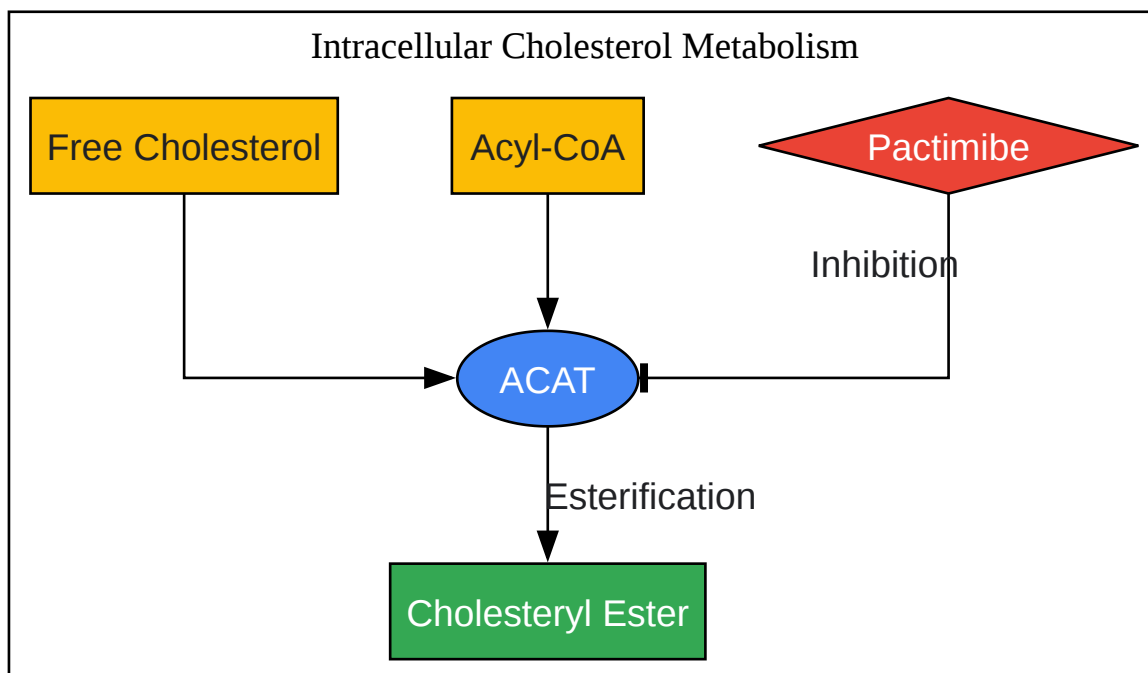 Intracellular Cholesterol Metabolism
Free Cholesterol
Acyl-CoA
Pactimibe
Inhibition
ACAT
Esterification
Cholesteryl Ester